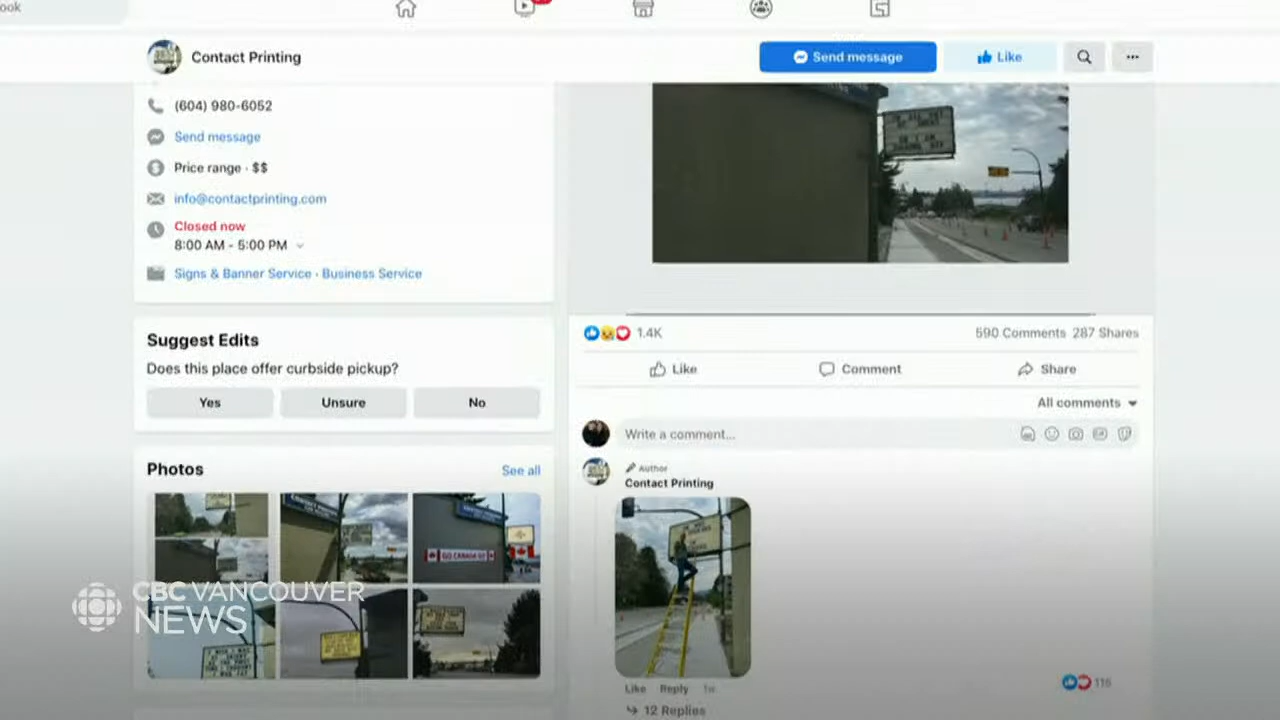 ook
Contact Printing
Send message
Like
(604) 980-6052
Send message
Price range · $$
info@contactprinting.com
Closed now
8:00 AM - 5:00 PM
Signs & Banner Service · Business Service
Suggest Edits
Does this place offer curbside pickup?
Yes
Unsure
No
Photos
See all
GO CANADA GO
CBC VANCOUVER
NEWS
1.4K
590 Comments 287 Shares
Like
Comment
Share
All comments
Write a comment...
Author
Contact Printing
Like Reply 1w
116
12 Replies